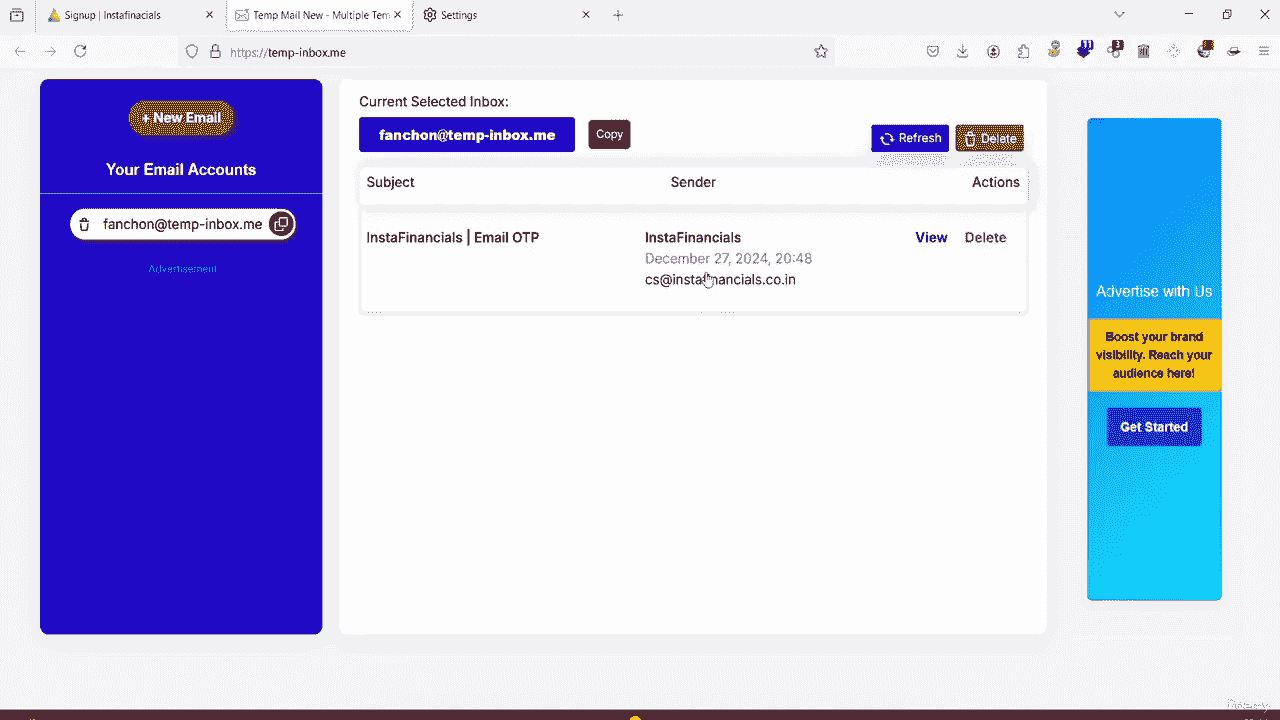 Signup | Instafinacials
Temp Mail New - Multiple Tem
Settings
https://temp-inbox.me
11
3
+ New Email
Your Email Accounts
fanchon@temp-inbox.me
Advertisement
Current Selected Inbox:
fanchon@temp-inbox.me
Copy
Refresh
Delete
Subject
Sender
Actions
InstaFinancials | Email OTP
InstaFinancials
View
Delete
December 27, 2024, 20:48
cs@instafinancials.co.in
Advertise with Us
Boost your brand
visibility. Reach your
audience here!
Get Started